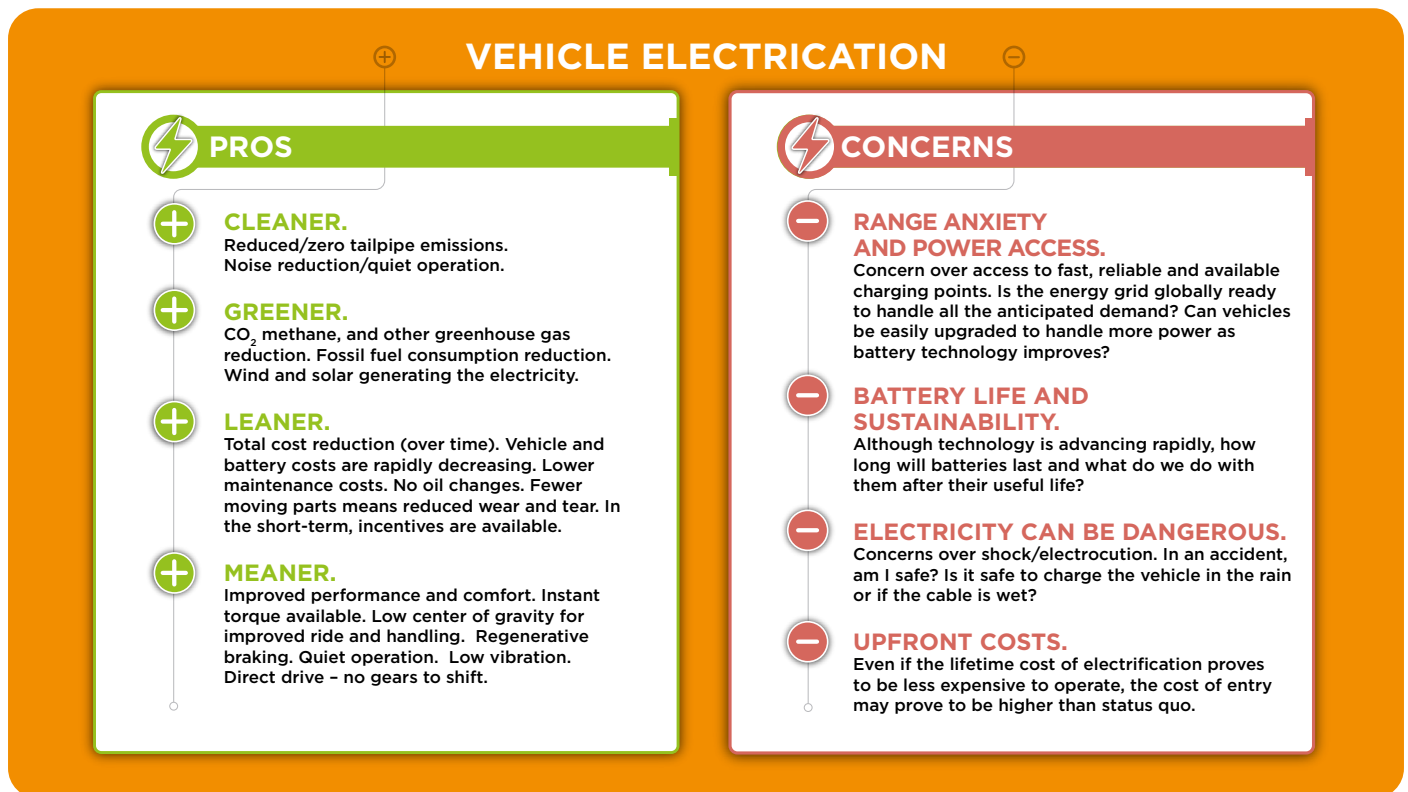 VEHICLE ELECTRICATION
PROS
CLEANER.
Reduced/zero tailpipe emissions.
Noise reduction/quiet operation.
GREENER.
CO₂ methane, and other greenhouse gas
reduction. Fossil fuel consumption reduction.
Wind and solar generating the electricity.
LEANER.
Total cost reduction (over time). Vehicle and
battery costs are rapidly decreasing. Lower
maintenance costs. No oil changes. Fewer
moving parts means reduced wear and tear. In
the short-term, incentives are available.
MEANER.
Improved performance and comfort. Instant
torque available. Low center of gravity for
improved ride and handling.  Regenerative
braking. Quiet operation.  Low vibration.
Direct drive – no gears to shift.
CONCERNS
RANGE ANXIETY
AND POWER ACCESS.
Concern over access to fast, reliable and available
charging points. Is the energy grid globally ready
to handle all the anticipated demand? Can vehicles
be easily upgraded to handle more power as
battery technology improves?
BATTERY LIFE AND
SUSTAINABILITY.
Although technology is advancing rapidly, how
long will batteries last and what do we do with
them after their useful life?
ELECTRICITY CAN BE DANGEROUS.
Concerns over shock/electrocution. In an accident,
am I safe? Is it safe to charge the vehicle in the rain
or if the cable is wet?
UPFRONT COSTS.
Even if the lifetime cost of electrification proves
to be less expensive to operate, the cost of entry
may prove to be higher than status quo.